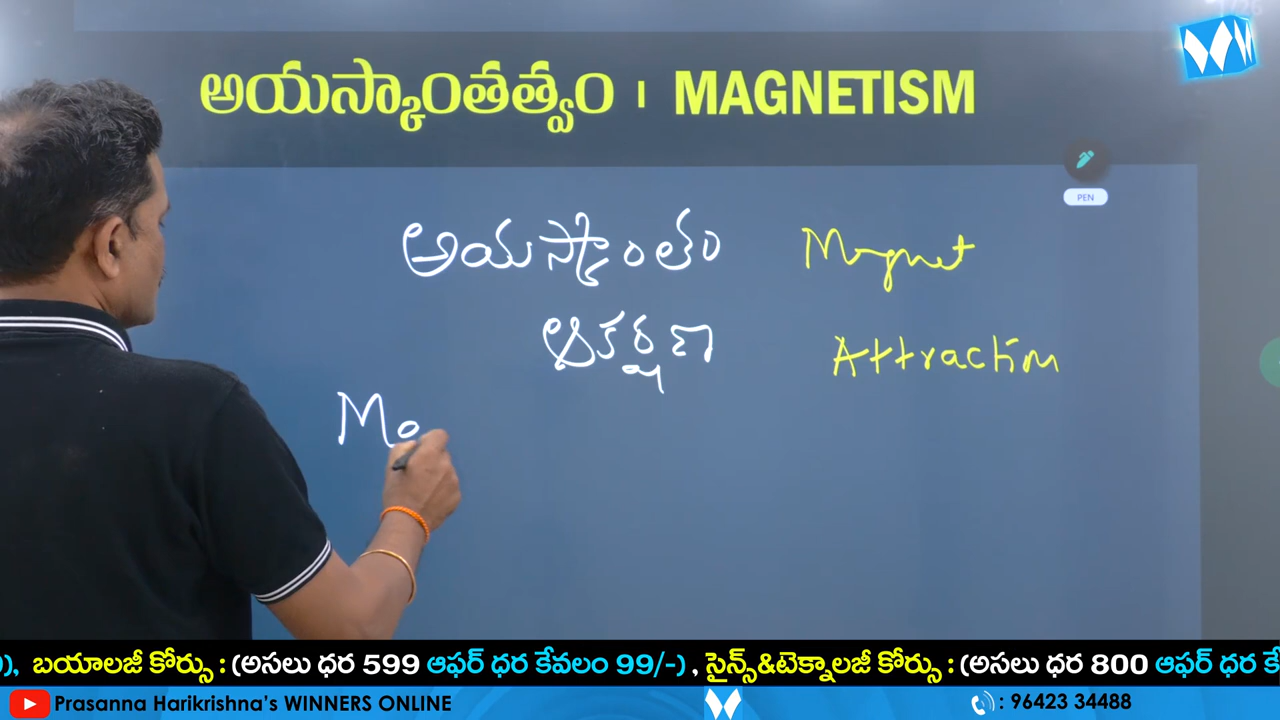 అయస్కాంతత్వం । MAGNETISM
PEN
అయస్కాంతం Magnet
ఆకర్షణ Attraction
Ma
), బయాలజీ కోర్సు : (అసలు ధర 599 ఆఫర్ ధర కేవలం 99/-) , సైన్స్&టెక్నాలజీ కోర్సు : (అసలు ధర 800 ఆఫర్ ధర కే
Prasanna Harikrishna's WINNERS ONLINE : 96423 34488